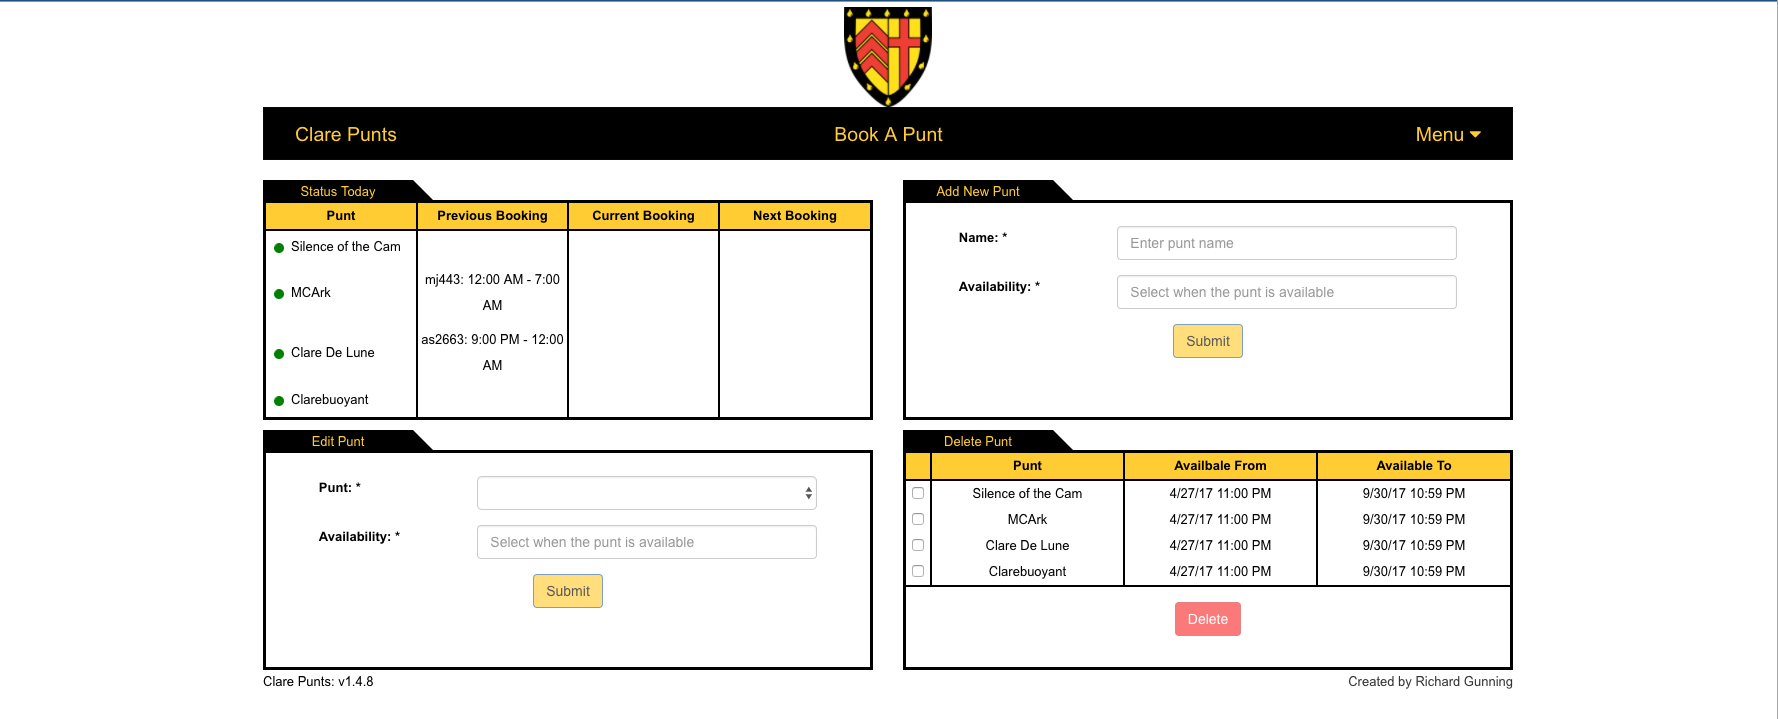 Clare Punts
Book A Punt
Menu
Status Today
Punt Previous Booking Current Booking Next Booking
Silence of the Cam
MCArk
mj443: 12:00 AM - 7:00
AM
Clare De Lune
as2663: 9:00 PM - 12:00
AM
Clarebuoyant
Add New Punt
Name: *
Enter punt name
Availability: *
Select when the punt is available
Submit
Edit Punt
Punt: *
Availability: *
Select when the punt is available
Submit
Delete Punt
Punt Availbale From Available To
Silence of the Cam 4/27/17 11:00 PM 9/30/17 10:59 PM
MCArk 4/27/17 11:00 PM 9/30/17 10:59 PM
Clare De Lune 4/27/17 11:00 PM 9/30/17 10:59 PM
Clarebuoyant 4/27/17 11:00 PM 9/30/17 10:59 PM
Delete
Clare Punts: v1.4.8
Created by Richard Gunning